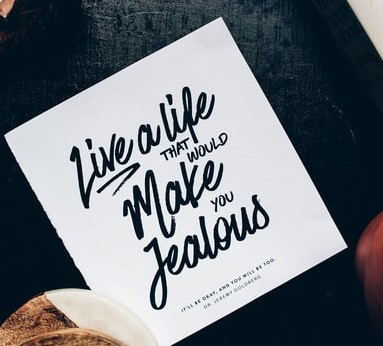 Live a life
THAT WOULD
Make
YOU
Jealous
IT'LL BE OKAY, AND YOU WILL BE TOO.
DR. JEREMY GOLDBERG